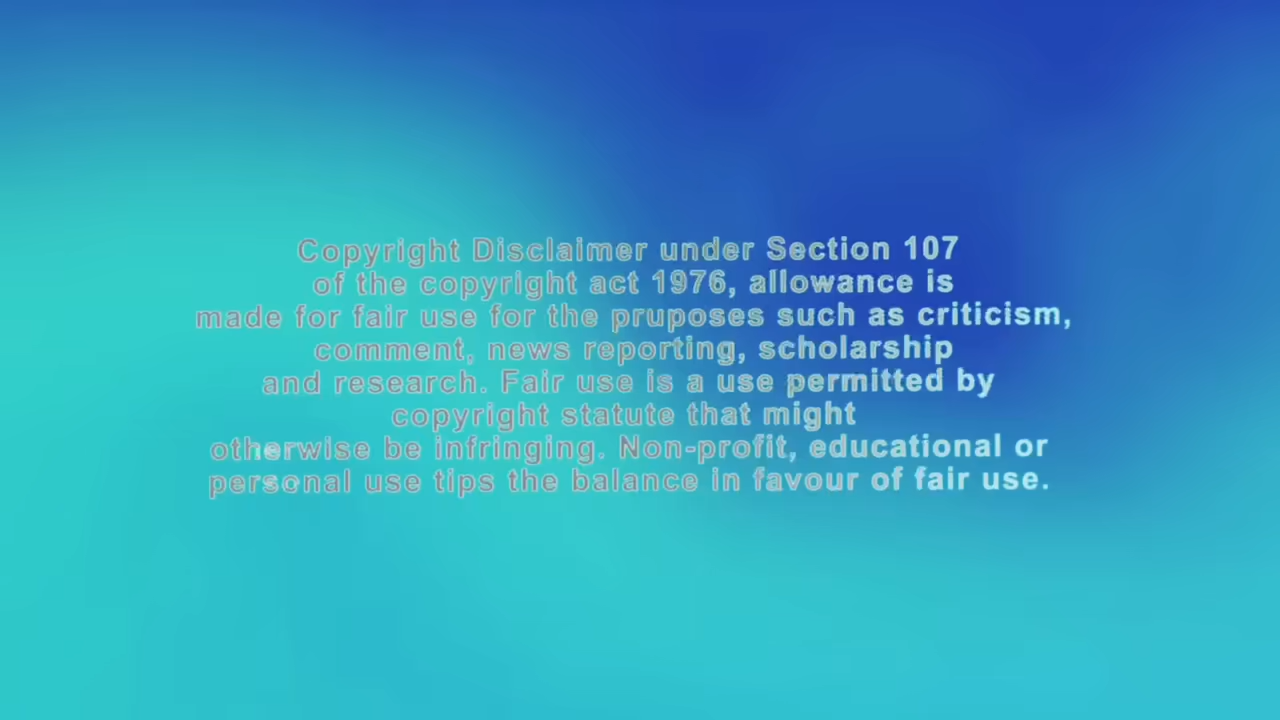 Copyright Disclaimer under Section 107
of the copyright act 1976, allowance is
made for fair use for the pruposes such as criticism,
comment, news reporting, scholarship
and research. Fair use is a use permitted by
copyright statute that might
otherwise be infringing. Non-profit, educational or
personal use tips the balance in favour of fair use.